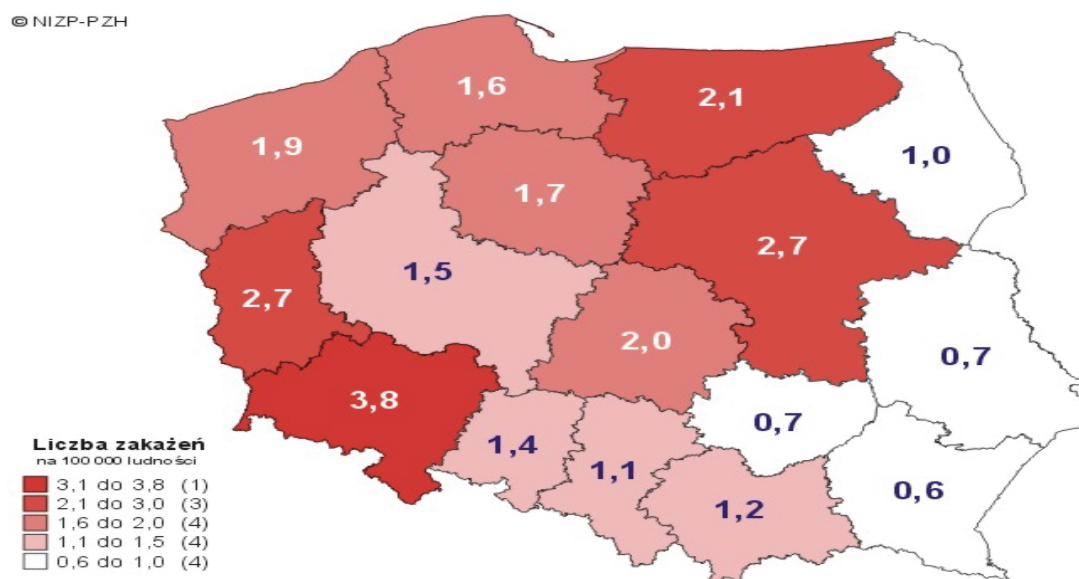 © NIZP-PZH
1,6
2,1
1,9
1,0
1,7
2,7
1,5
2,7
2,0
0,7
3,8
0,7
1,4
1,1
0,6
1,2
Liczba zakażeń
na 100 000 ludności
3,1 do 3,8 (1)
2,1 do 3,0 (3)
1,6 do 2,0 (4)
1,1 do 1,5 (4)
0,6 do 1,0 (4)